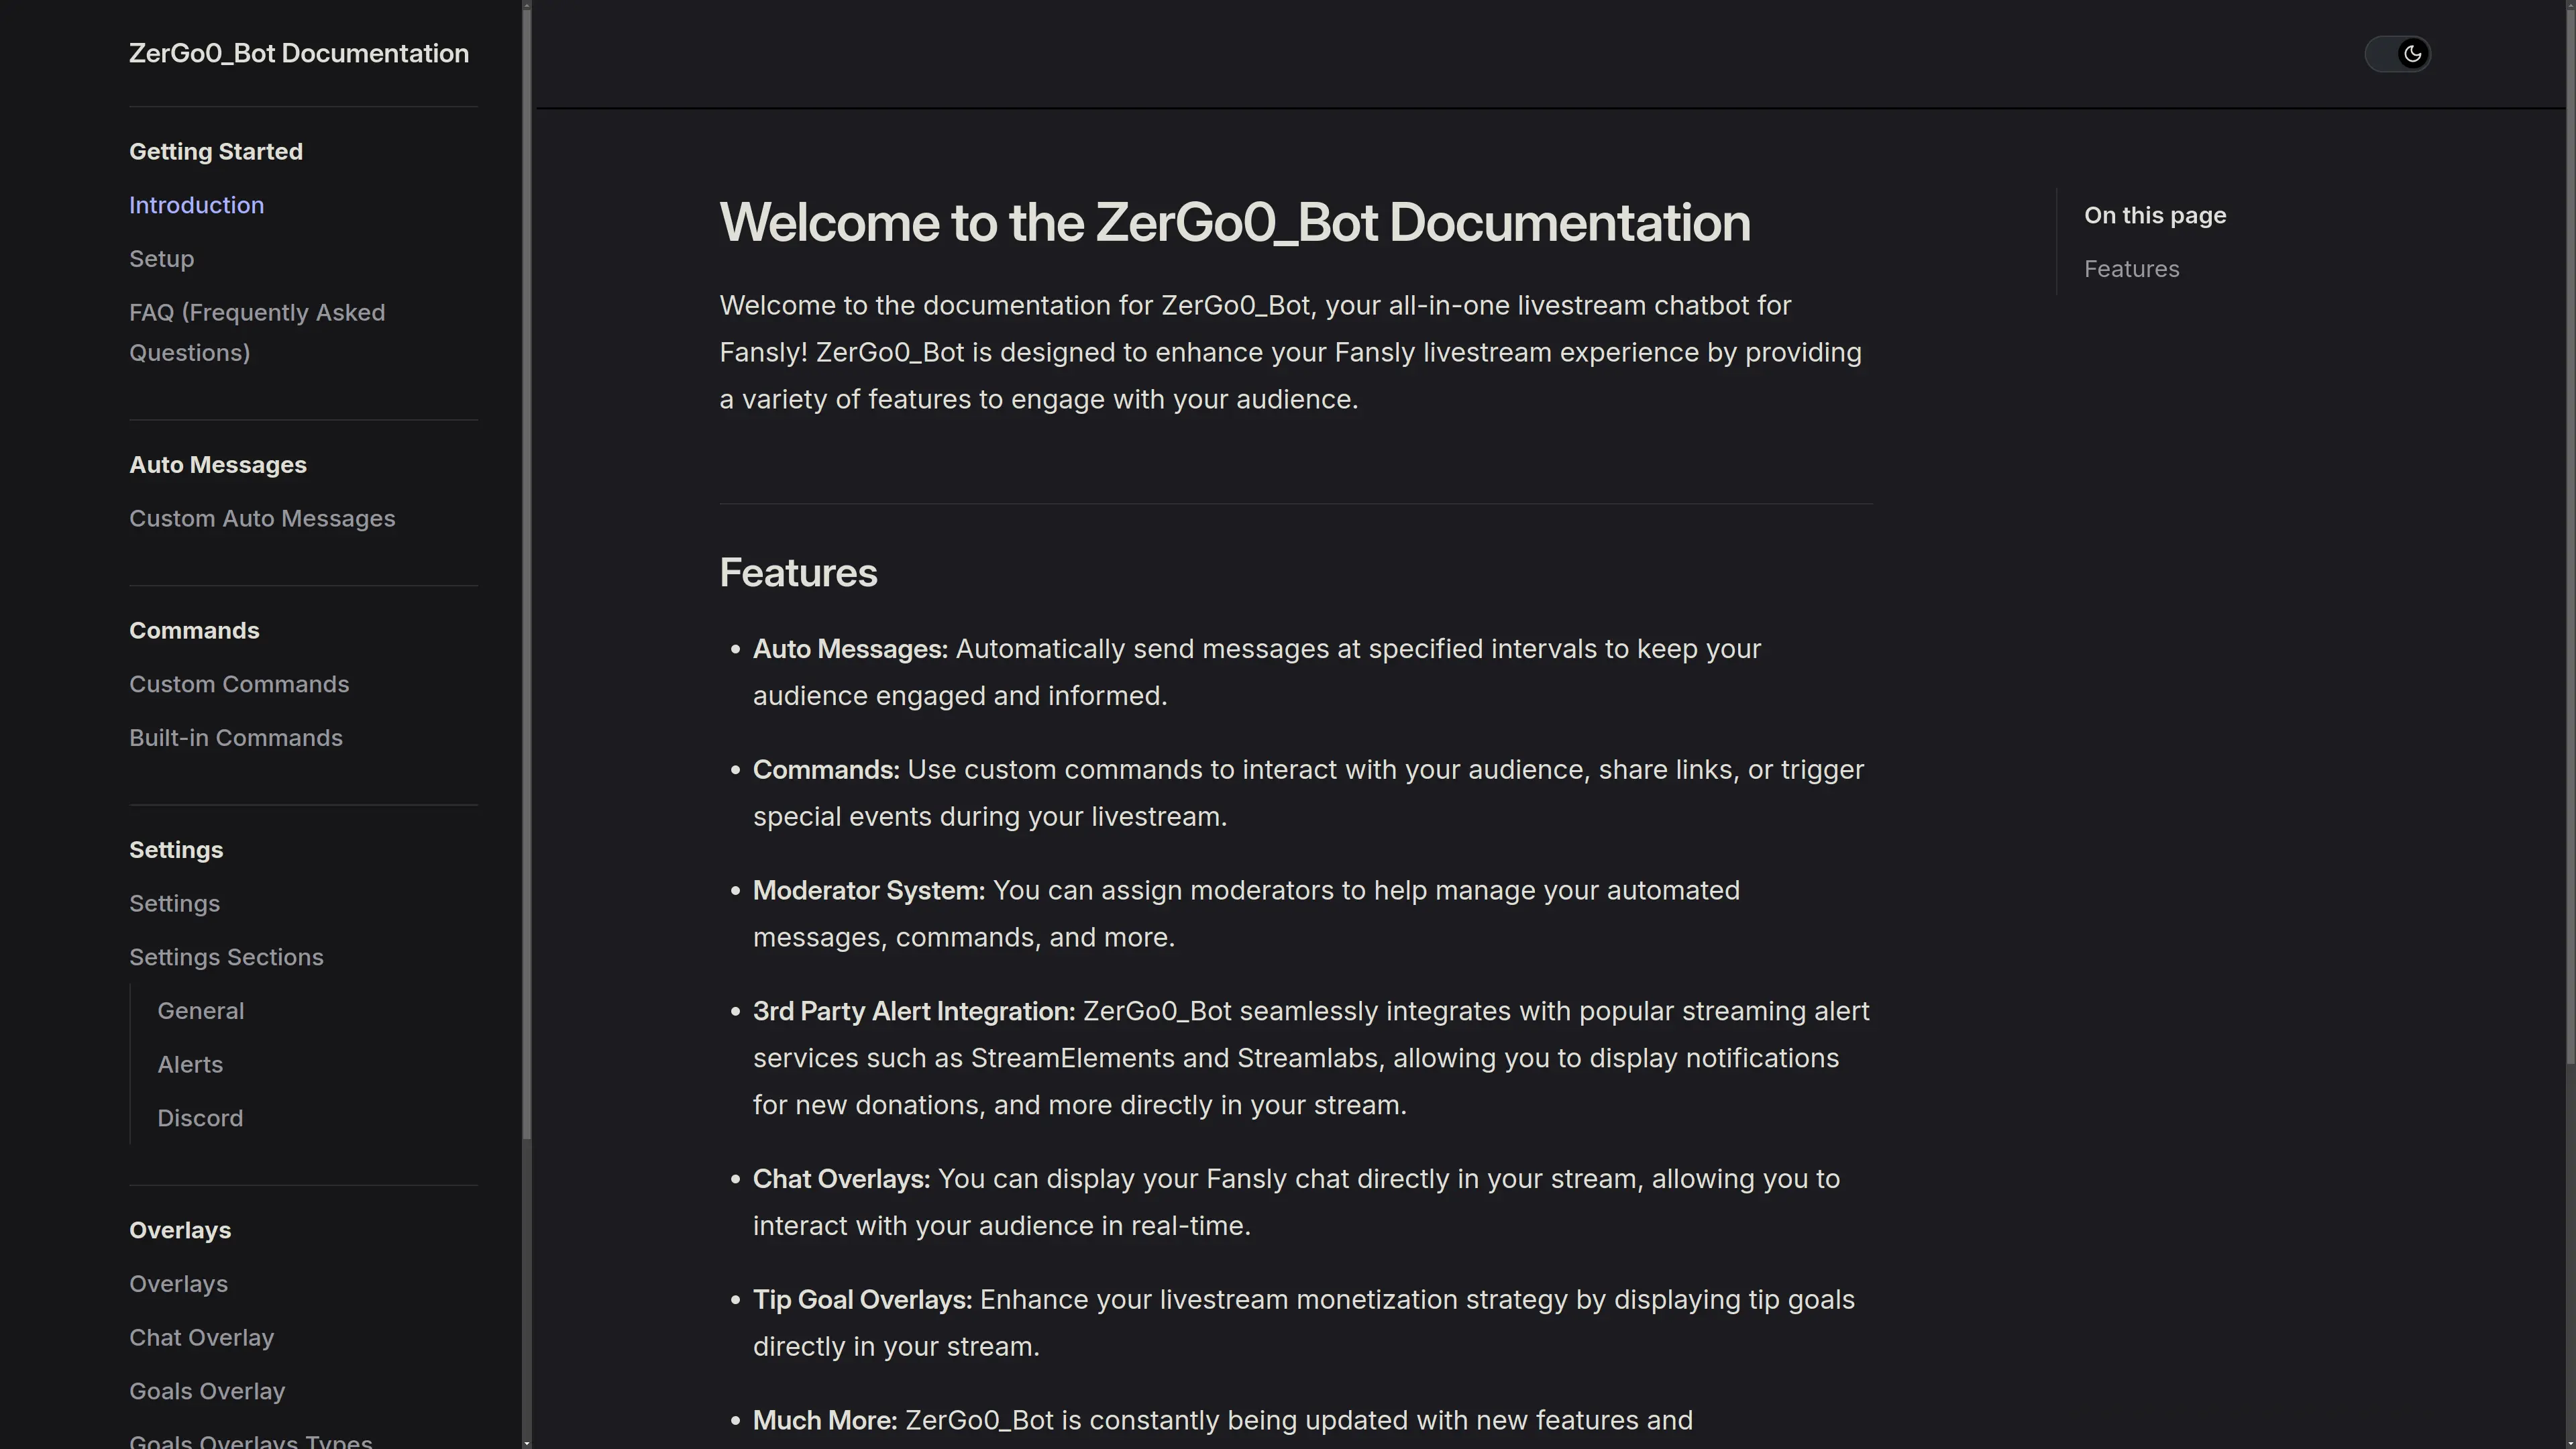 ZerGo0_Bot Documentation
Getting Started
Introduction
Setup
FAQ (Frequently Asked
Questions)
Auto Messages
Custom Auto Messages
Commands
Custom Commands
Built-in Commands
Settings
Settings
Settings Sections
General
Alerts
Discord
Overlays
Overlays
Chat Overlay
Goals Overlay
Goals Overlays Types
Welcome to the ZerGo0_Bot Documentation
Welcome to the documentation for ZerGo0_Bot, your all-in-one livestream chatbot for
Fansly! ZerGo0_Bot is designed to enhance your Fansly livestream experience by providing
a variety of features to engage with your audience.
Features
• Auto Messages: Automatically send messages at specified intervals to keep your
audience engaged and informed.
• Commands: Use custom commands to interact with your audience, share links, or trigger
special events during your livestream.
• Moderator System: You can assign moderators to help manage your automated
messages, commands, and more.
• 3rd Party Alert Integration: ZerGo0_Bot seamlessly integrates with popular streaming alert
services such as StreamElements and Streamlabs, allowing you to display notifications
for new donations, and more directly in your stream.
• Chat Overlays: You can display your Fansly chat directly in your stream, allowing you to
interact with your audience in real-time.
• Tip Goal Overlays: Enhance your livestream monetization strategy by displaying tip goals
directly in your stream.
• Much More: ZerGo0_Bot is constantly being updated with new features and
On this page
Features